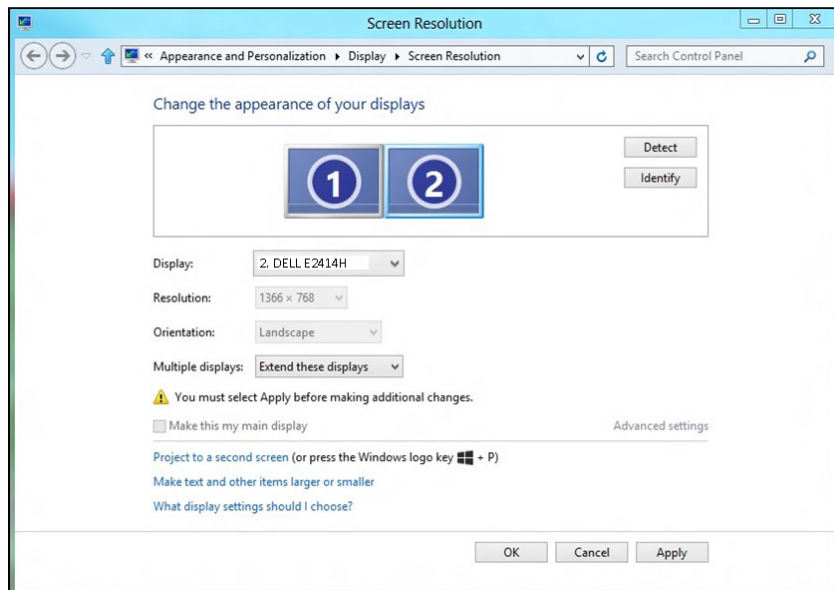 Screen Resolution
« Appearance and Personalization ▸ Display ▸ Screen Resolution Search Control Panel
Change the appearance of your displays
1 2
Detect
Identify
Display: 2. DELL E2414H
Resolution: 1366 × 768
Orientation: Landscape
Multiple displays: Extend these displays
You must select Apply before making additional changes.
Make this my main display Advanced settings
Project to a second screen (or press the Windows logo key + P)
Make text and other items larger or smaller
What display settings should I choose?
OK Cancel Apply